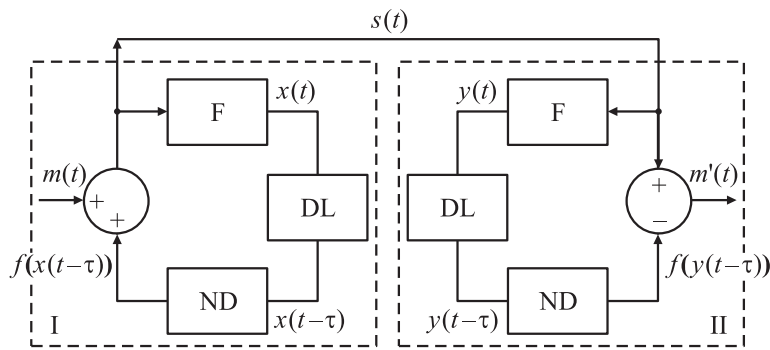 s(t)
F
x(t)
y(t)
F
m(t)
+
+
DL
DL
+
−
m'(t)
f(x(t−τ))
ND
x(t−τ)
y(t−τ)
ND
f(y(t−τ))
I
II